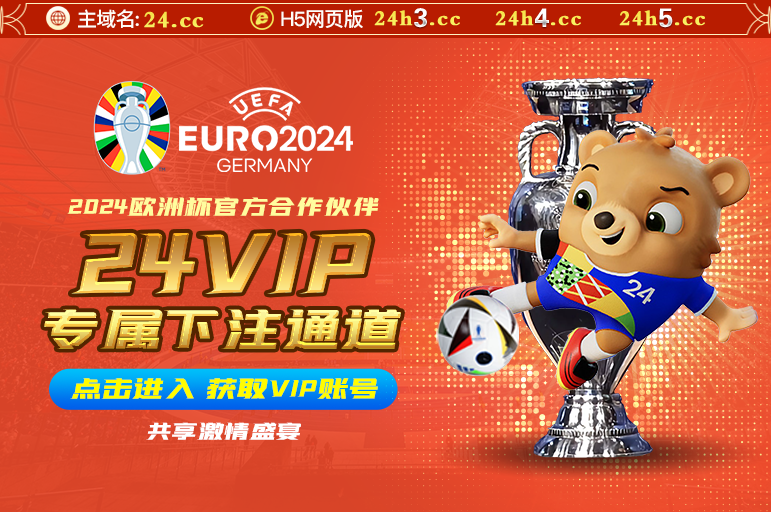 主域名: 24.cc H5网页版 24h3.cc 24h4.cc 24h5.cc
UEFA
EURO2024
GERMANY
2024欧洲杯官方合作伙伴
24VIP
专属下注通道
点击进入 获取VIP账号
共享激情盛宴
24